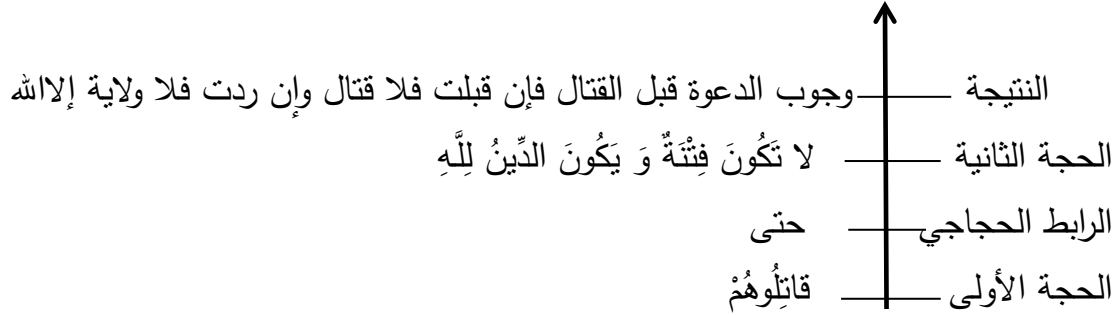 النتيجة وجوب الدعوة قبل القتال فإن قبلت فلا قتال وإن ردت فلا ولاية إلاالله
الحجة الثانية لا تَكُونَ فِتْنَةٌ وَ يَكُونَ الدِّينُ لِلَّهِ
الرابط الحجاجي حتى
الحجة الأولى قاتِلُوهُمْ